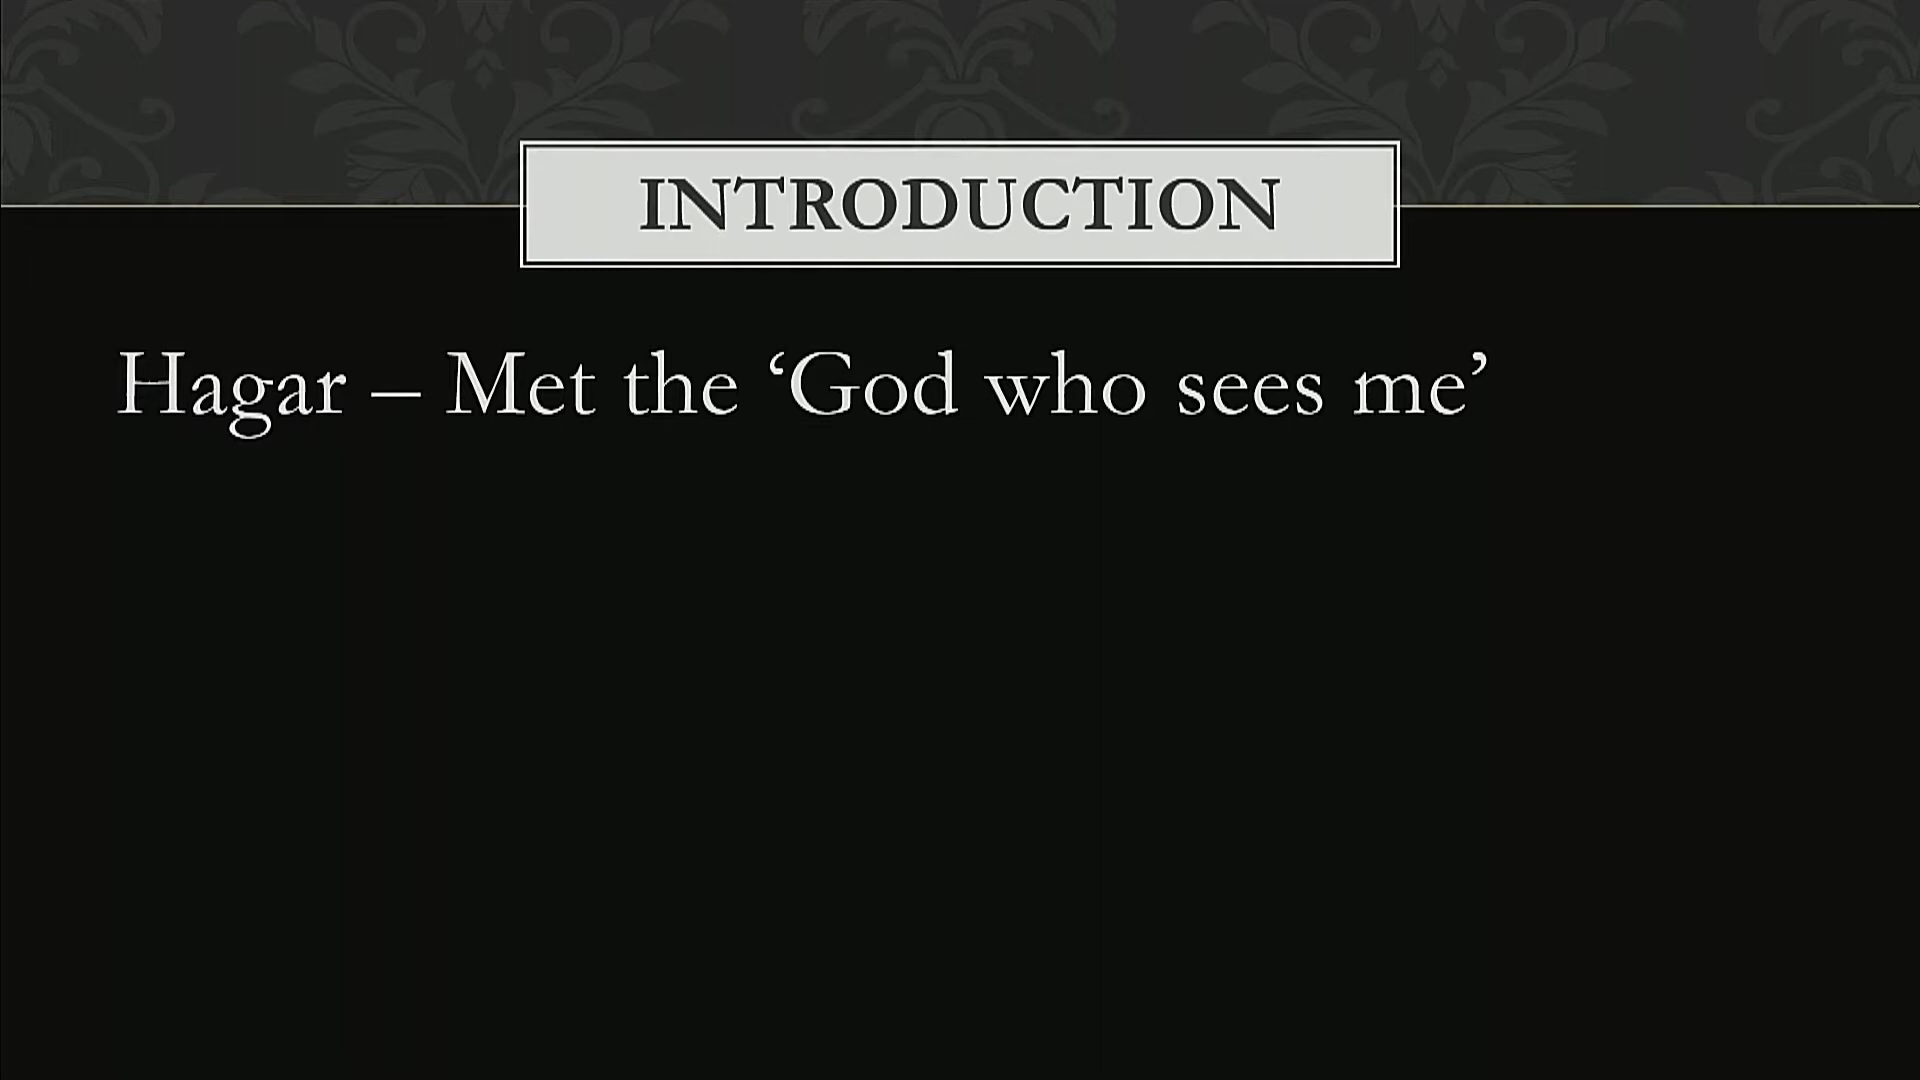 INTRODUCTION
Hagar – Met the ‘God who sees me’